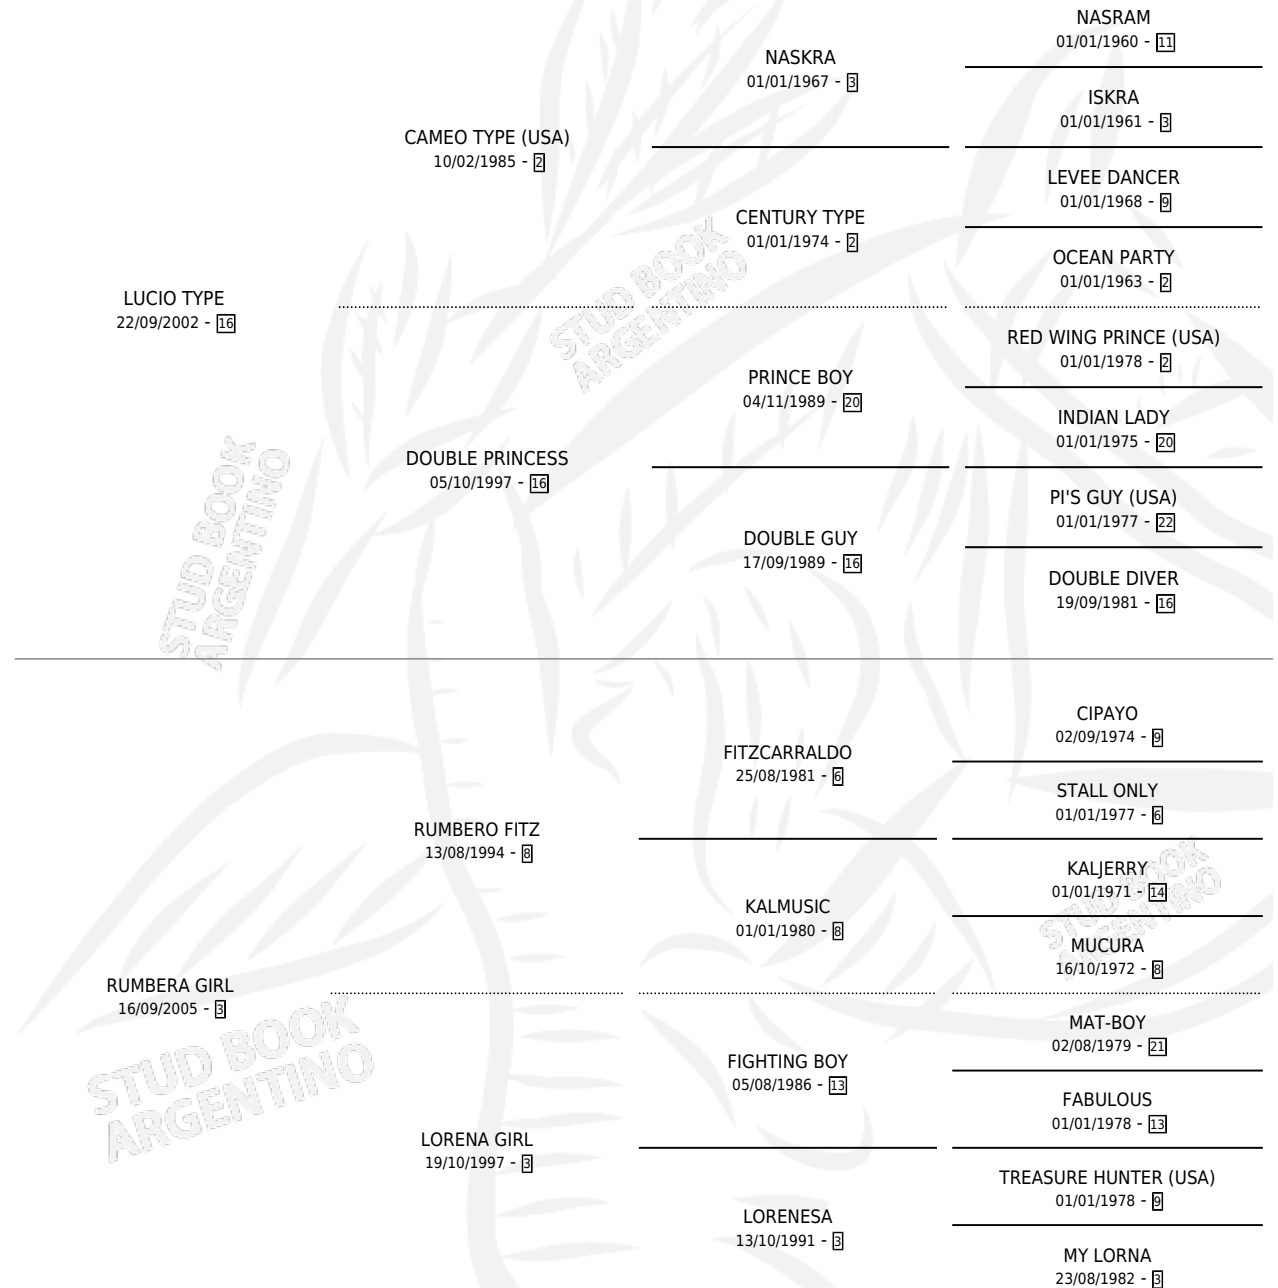 NASRAM
01/01/1960 - 11
NASKRA
01/01/1967 - 3
ISKRA
01/01/1961 - 3
CAMEO TYPE (USA)
10/02/1985 - 2
LEVEE DANCER
01/01/1968 - 9
CENTURY TYPE
01/01/1974 - 2
OCEAN PARTY
01/01/1963 - 2
LUCIO TYPE
22/09/2002 - 16
STUD BOOK
ARGENTINO
RED WING PRINCE (USA)
01/01/1978 - 2
PRINCE BOY
04/11/1989 - 20
INDIAN LADY
01/01/1975 - 20
DOUBLE PRINCESS
05/10/1997 - 16
PI'S GUY (USA)
01/01/1977 - 22
DOUBLE GUY
17/09/1989 - 16
DOUBLE DIVER
19/09/1981 - 16
STUD BOOK
ARGENTINO
CIPAYO
02/09/1974 - 9
FITZCARRALDO
25/08/1981 - 6
STALL ONLY
01/01/1977 - 6
RUMBERO FITZ
13/08/1994 - 8
KALJERRY
01/01/1971 - 14
KALMUSIC
01/01/1980 - 8
STUD BOOK
ARGENTINO
MUCURA
16/10/1972 - 8
RUMBERA GIRL
16/09/2005 - 3
STUD BOOK
ARGENTINO
MAT-BOY
02/08/1979 - 21
FIGHTING BOY
05/08/1986 - 13
FABULOUS
01/01/1978 - 13
LORENA GIRL
19/10/1997 - 3
TREASURE HUNTER (USA)
01/01/1978 - 9
LORENESA
13/10/1991 - 3
MY LORNA
23/08/1982 - 3